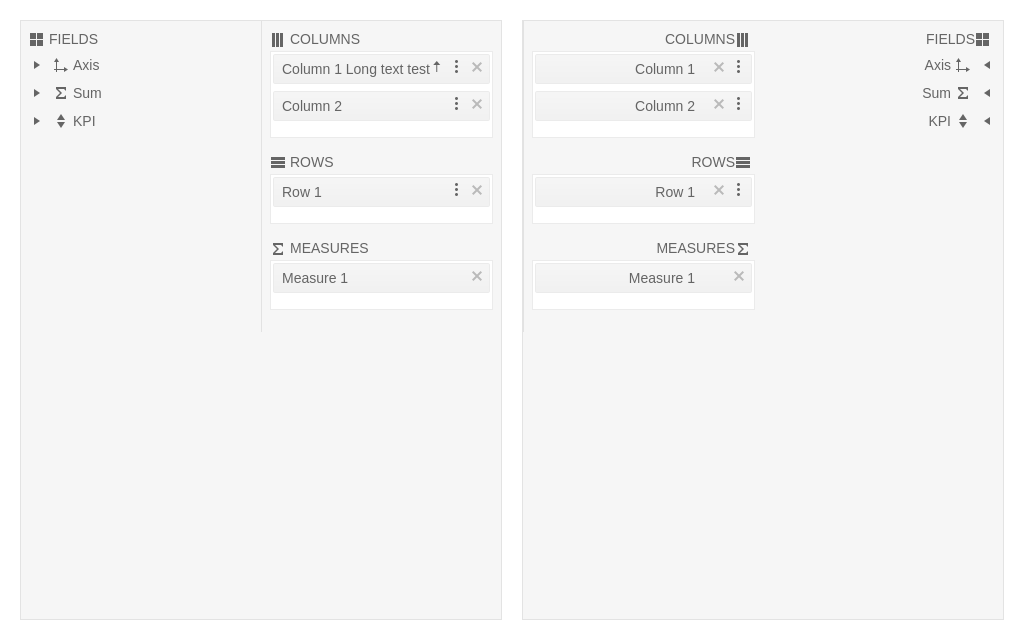 FIELDS
Axis
Sum
KPI
COLUMNS
Column 1 Long text test
Column 2
ROWS
Row 1
MEASURES
Measure 1
COLUMNS
Column 1
Column 2
ROWS
Row 1
MEASURES
Measure 1
FIELDS
Axis
Sum
KPI